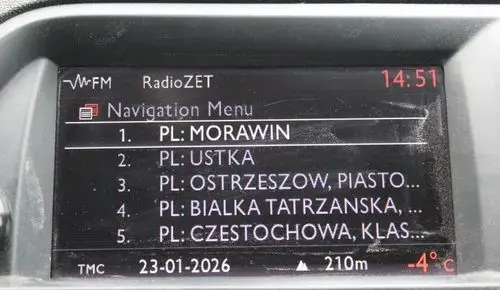 FM RadioZET 14:51
Navigation Menu
1. PL: MORAWIN
2. PL: USTKA
3. PL: OSTRZESZOW, PIASTO...
4. PL: BIALKA TATRZANSKA, ...
5. PL: CZESTOCHOWA, KLAS...
TMC 23-01-2026 210m -4°C